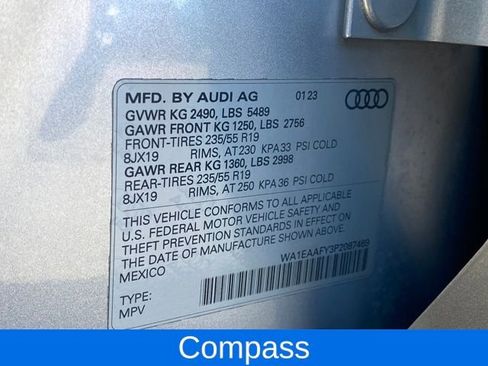 MFD. BY AUDI AG 01 23
GVWR KG 2490, LBS 5489
GAWR FRONT KG 1250, LBS 2756
FRONT-TIRES 235/55 R19
8JX19 RIMS, AT 230 KPA 33 PSI COLD
GAWR REAR KG 1360, LBS 2998
REAR-TIRES 235/55 R19
8JX19 RIMS, AT 250 KPA 36 PSI COLD
THIS VEHICLE CONFORMS TO ALL APPLICABLE
U.S. FEDERAL MOTOR VEHICLE SAFETY AND
THEFT PREVENTION STANDARDS IN EFFECT ON
THE DATE OF MANUFACTURE SHOWN ABOVE.
MEXICO WA1EAAFY3P2087469
TYPE:
MPV
Compass